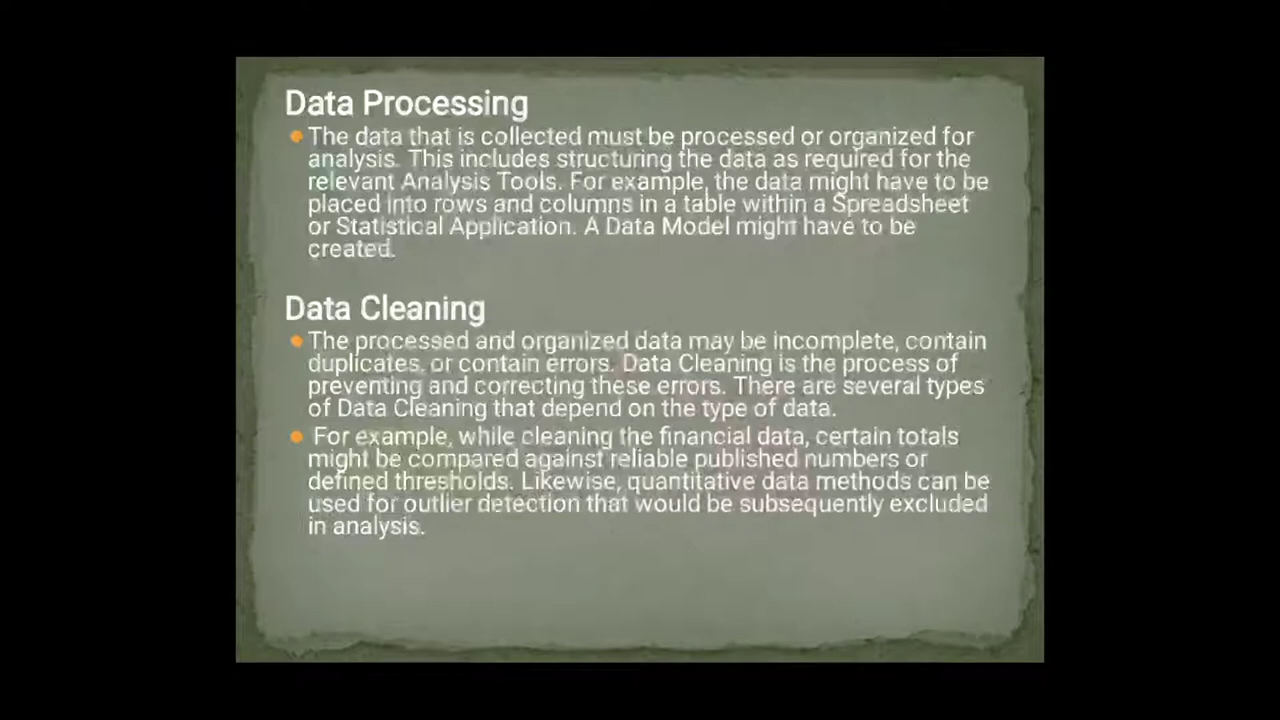 Data Processing
The data that is collected must be processed or organized for
analysis. This includes structuring the data as required for the
relevant Analysis Tools. For example, the data might have to be
placed into rows and columns in a table within a Spreadsheet
or Statistical Application. A Data Model might have to be
created.
Data Cleaning
The processed and organized data may be incomplete, contain
duplicates, or contain errors. Data Cleaning is the process of
preventing and correcting these errors. There are several types
of Data Cleaning that depend on the type of data.
For example, while cleaning the financial data, certain totals
might be compared against reliable published numbers or
defined thresholds. Likewise, quantitative data methods can be
used for outlier detection that would be subsequently excluded
in analysis.